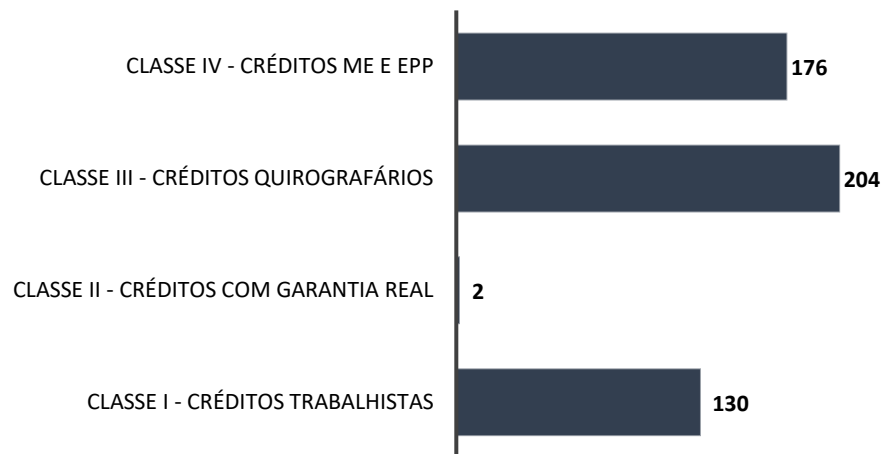 CLASSE IV - CRÉDITOS ME E EPP 176
CLASSE III - CRÉDITOS QUIROGRAFÁRIOS 204
CLASSE II - CRÉDITOS COM GARANTIA REAL 2
CLASSE I - CRÉDITOS TRABALHISTAS 130